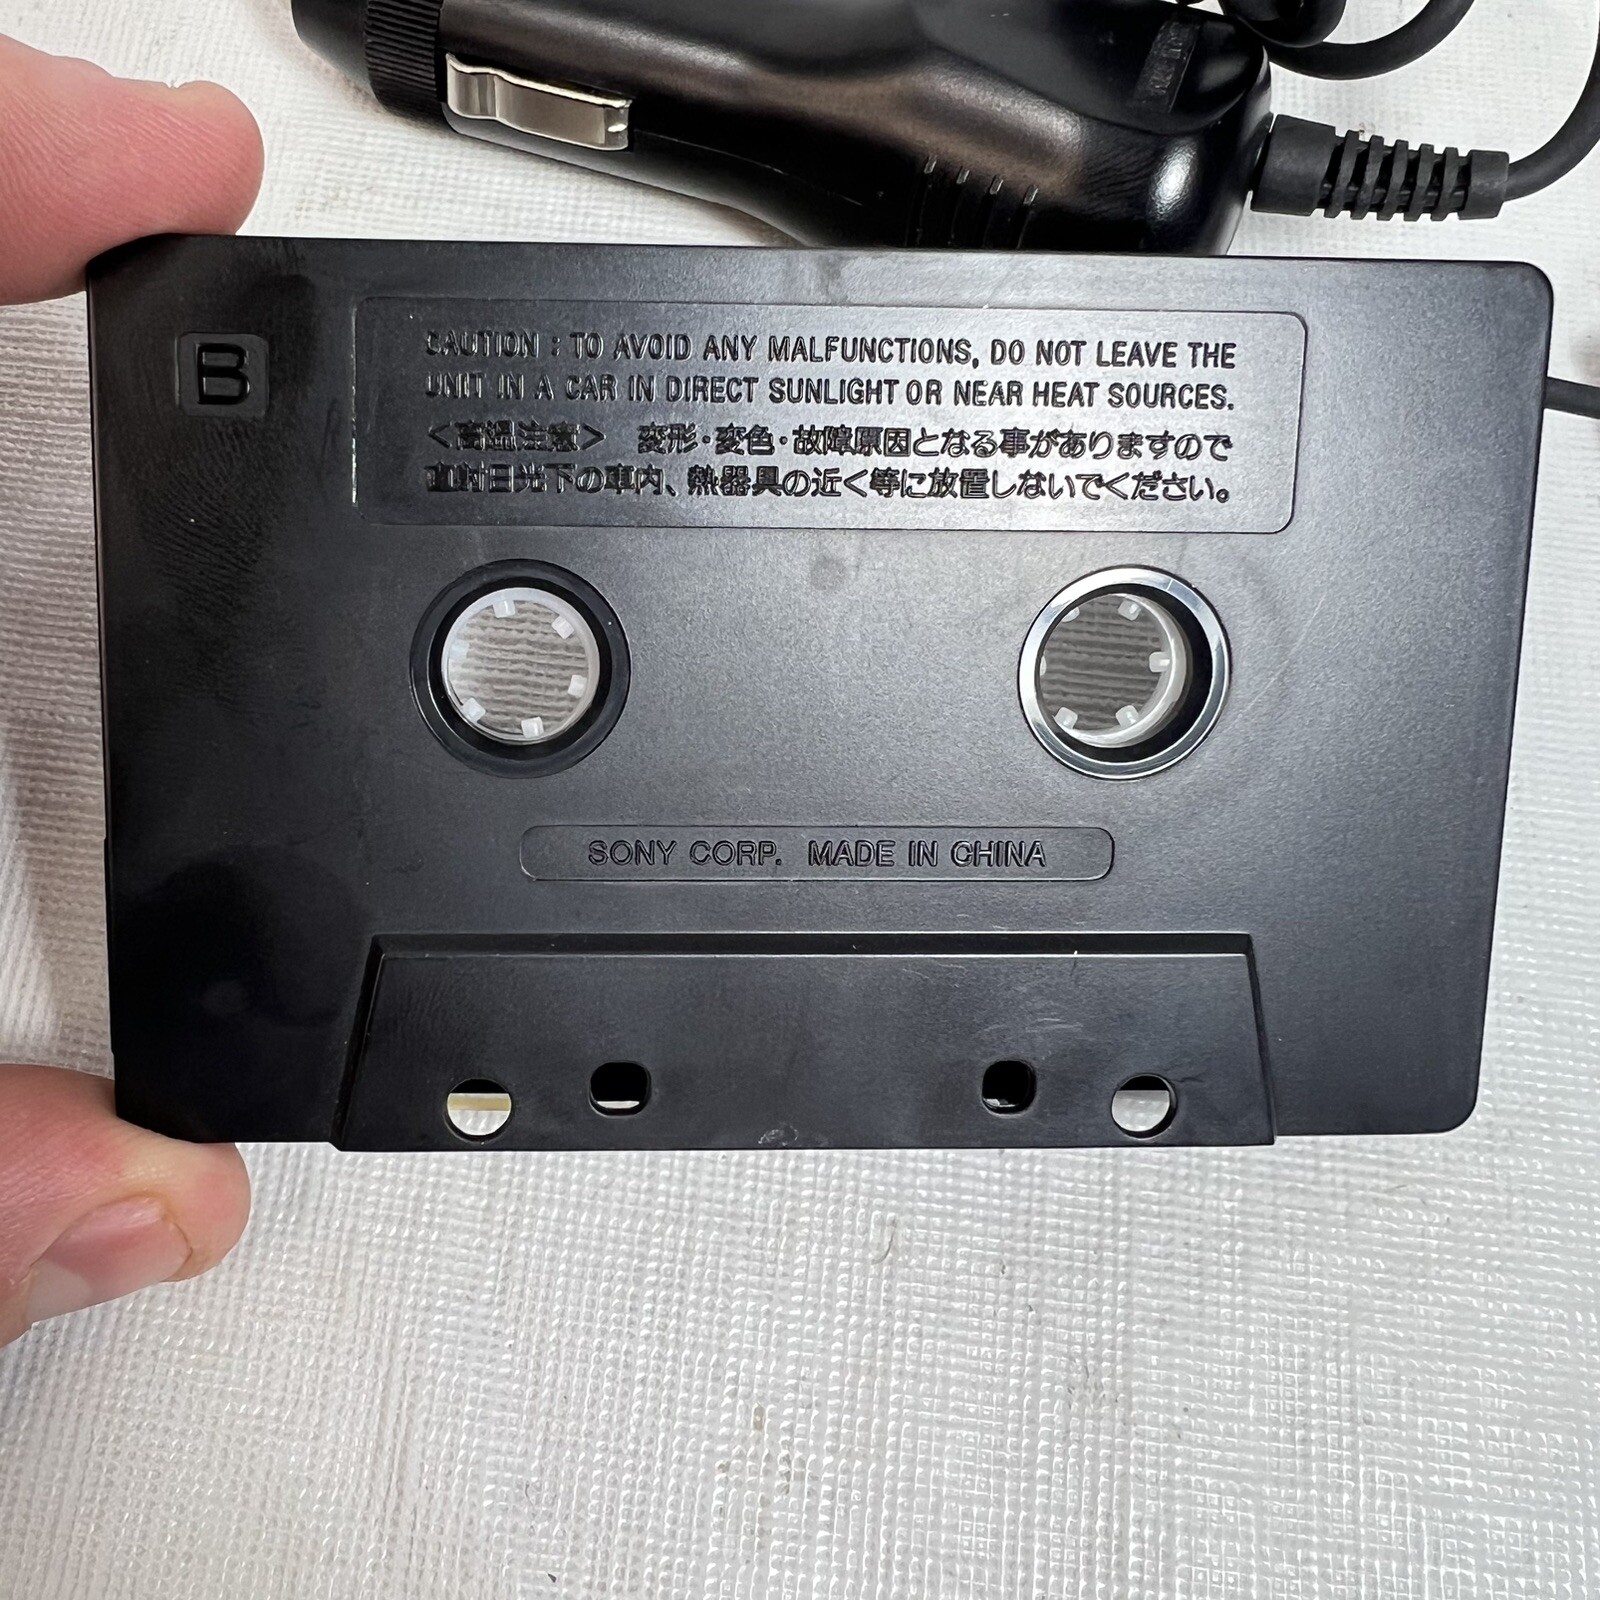 B
CAUTION : TO AVOID ANY MALFUNCTIONS, DO NOT LEAVE THE
UNIT IN A CAR IN DIRECT SUNLIGHT OR NEAR HEAT SOURCES.
<高温注意> 変形・変色・故障原因となる事がありますので
直射日光下の車内、熱器具の近く等に放置しないでください。
SONY CORP. MADE IN CHINA